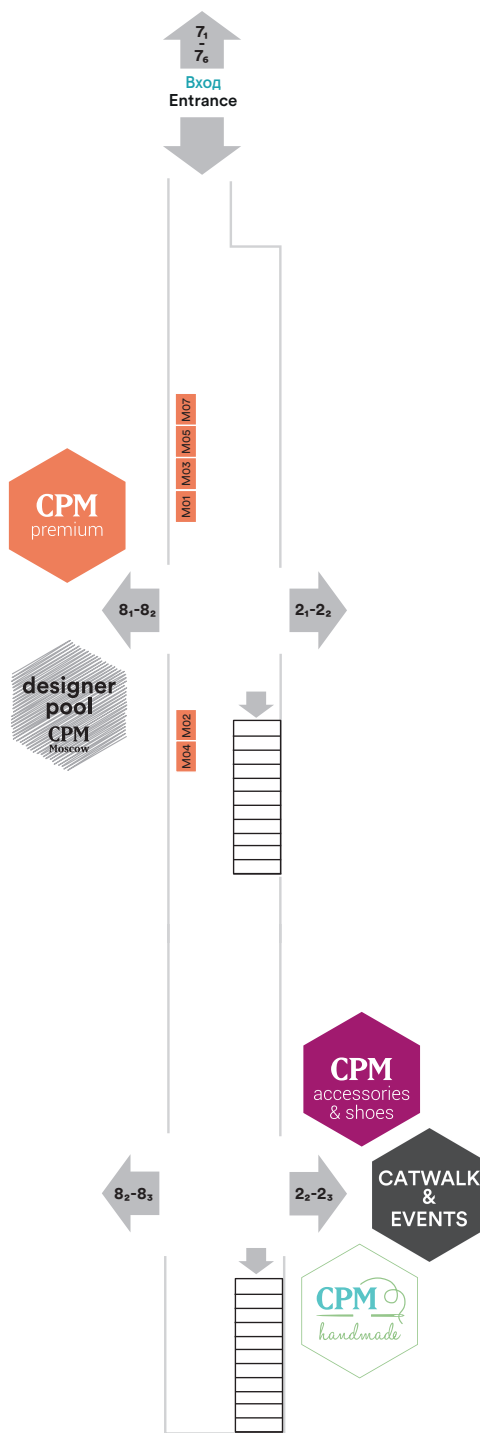 7₁
-
7₆
Вход
Entrance
M07
M05
M03
M01
CPM
premium
8₁-8₂
2₁-2₂
designer
pool
CPM
Moscow
M02
M04
CPM
accessories
& shoes
8₂-8₃
2₂-2₃
CATWALK
&
EVENTS
CPM
handmade